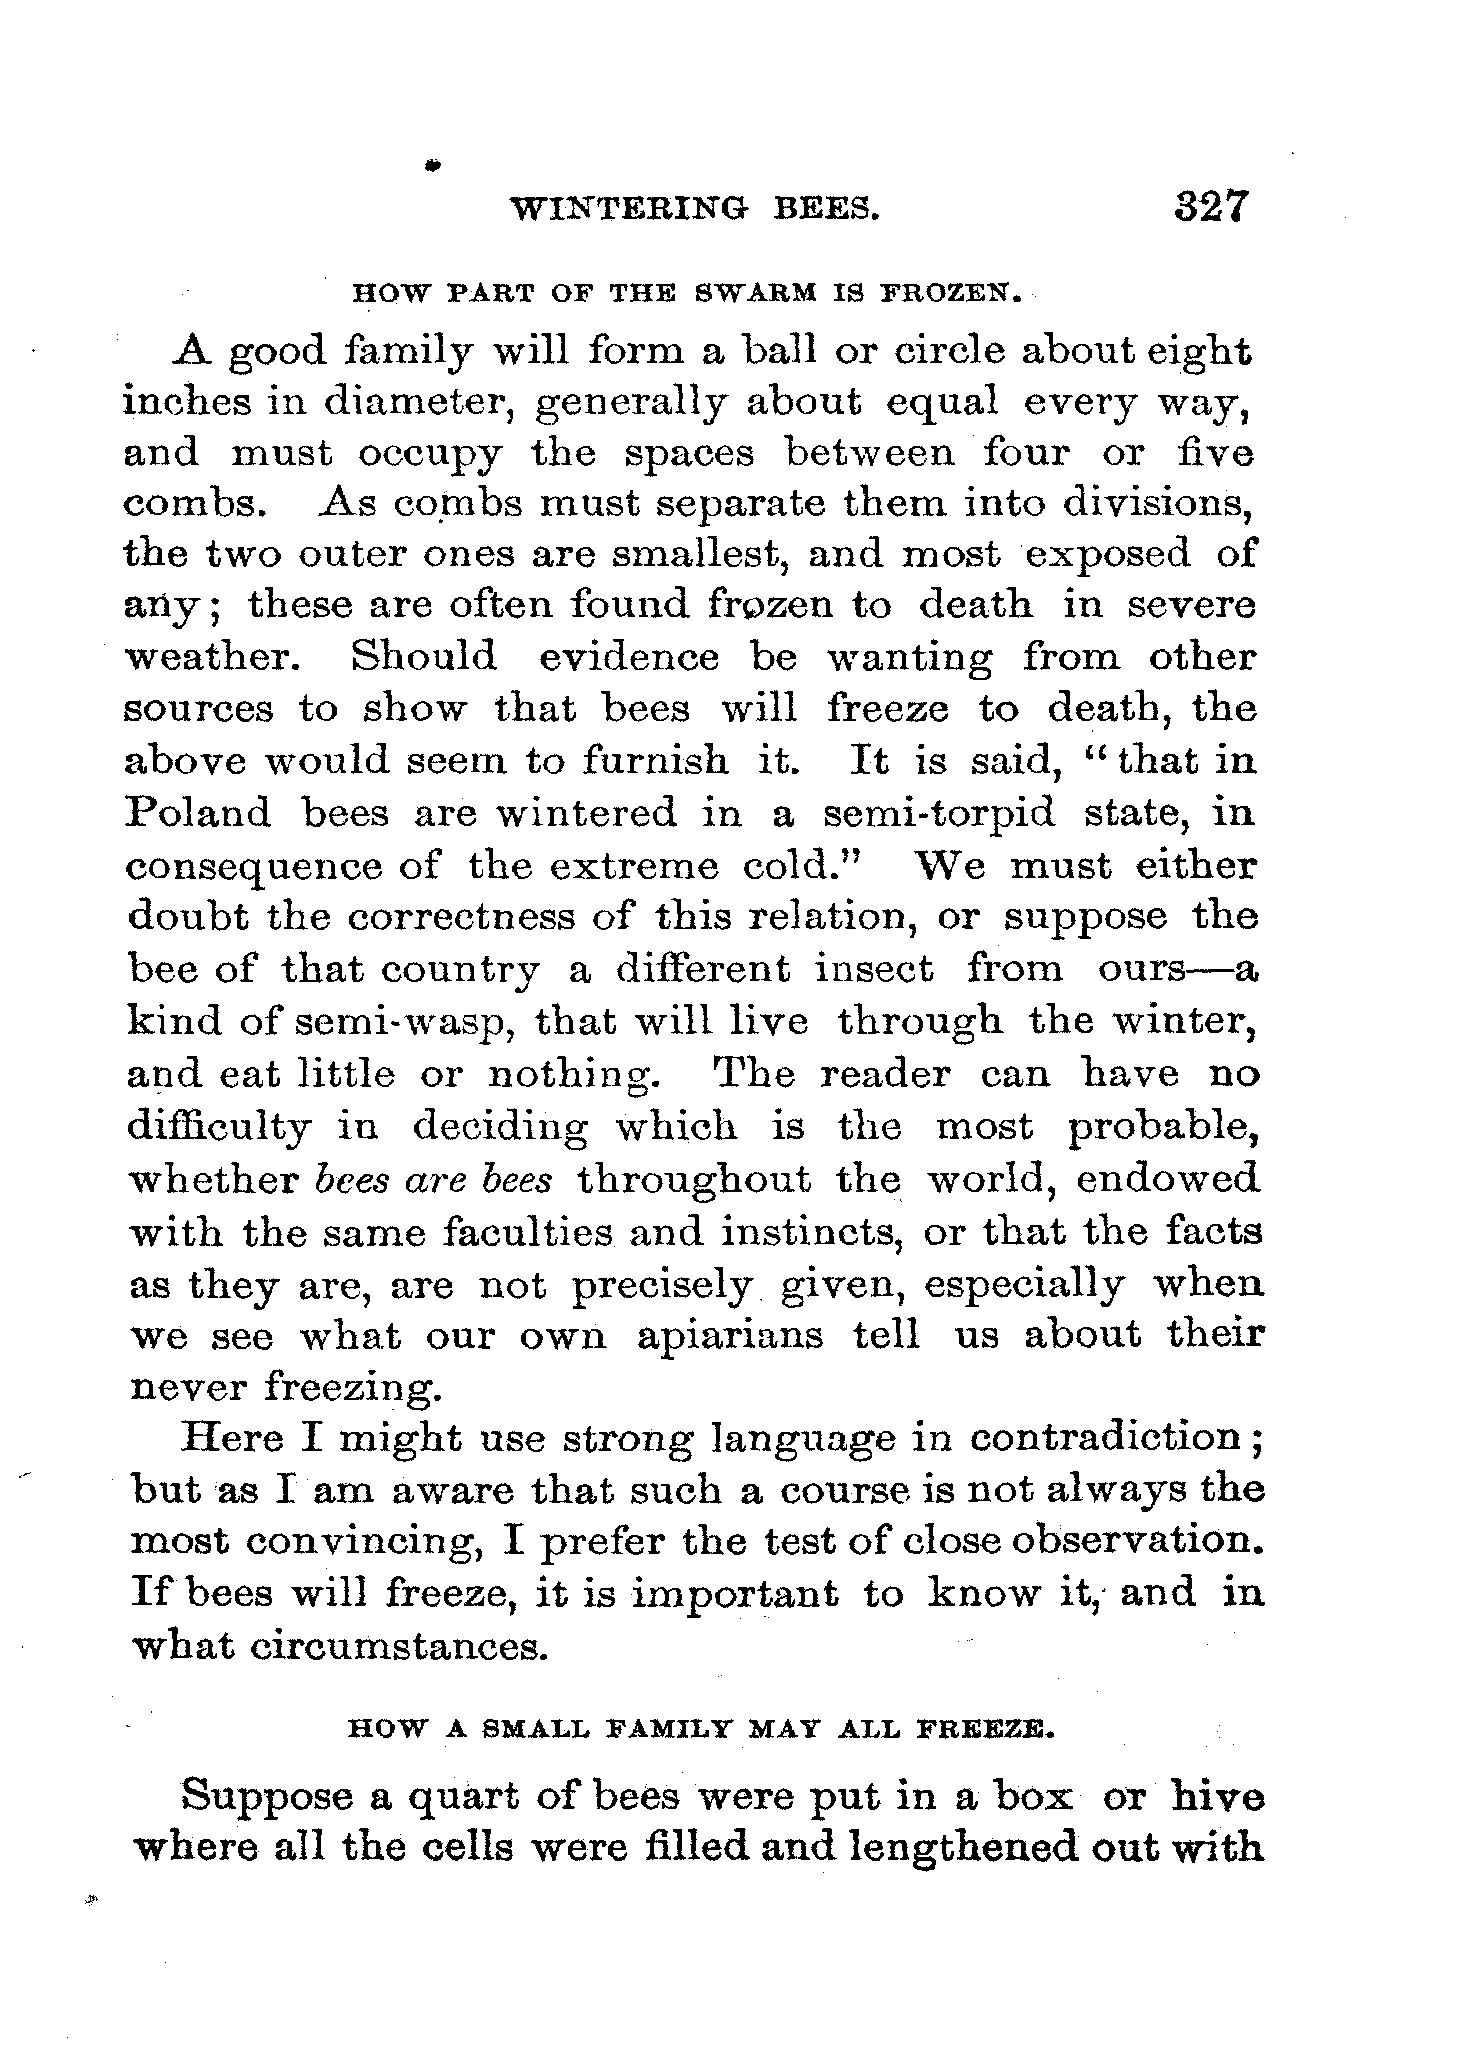 WINTERING BEES. 327
HOW PART OF THE SWARM IS FROZEN.
A good family will form a ball or circle about eight
inches in diameter, generally about equal every way,
and must occupy the spaces between four or five
combs. As combs must separate them into divisions,
the two outer ones are smallest, and most exposed of
any; these are often found frozen to death in severe
weather. Should evidence be wanting from other
sources to show that bees will freeze to death, the
above would seem to furnish it. It is said, “that in
Poland bees are wintered in a semi-torpid state, in
consequence of the extreme cold.” We must either
doubt the correctness of this relation, or suppose the
bee of that country a different insect from ours—a
kind of semi-wasp, that will live through the winter,
and eat little or nothing. The reader can have no
difficulty in deciding which is the most probable,
whether bees are bees throughout the world, endowed
with the same faculties and instincts, or that the facts
as they are, are not precisely given, especially when
we see what our own apiarians tell us about their
never freezing.
Here I might use strong language in contradiction;
but as I am aware that such a course is not always the
most convincing, I prefer the test of close observation.
If bees will freeze, it is important to know it, and in
what circumstances.
HOW A SMALL FAMILY MAY ALL FREEZE.
Suppose a quart of bees were put in a box or hive
where all the cells were filled and lengthened out with